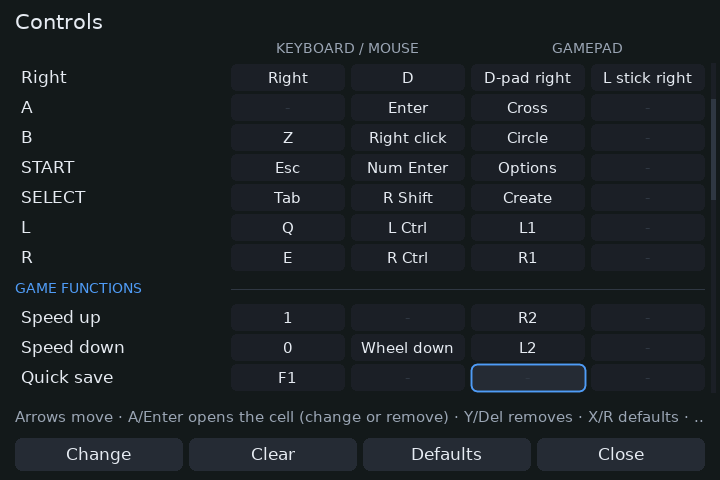 Controls
KEYBOARD / MOUSE GAMEPAD
Right Right D D-pad right L stick right
A - Enter Cross -
B Z Right click Circle -
START Esc Num Enter Options -
SELECT Tab R Shift Create -
L Q L Ctrl L1 -
R E R Ctrl R1 -
GAME FUNCTIONS
Speed up 1 - R2 -
Speed down 0 Wheel down L2 -
Quick save F1 - - -
Arrows move · A/Enter opens the cell (change or remove) · Y/Del removes · X/R defaults · ..
Change Clear Defaults Close